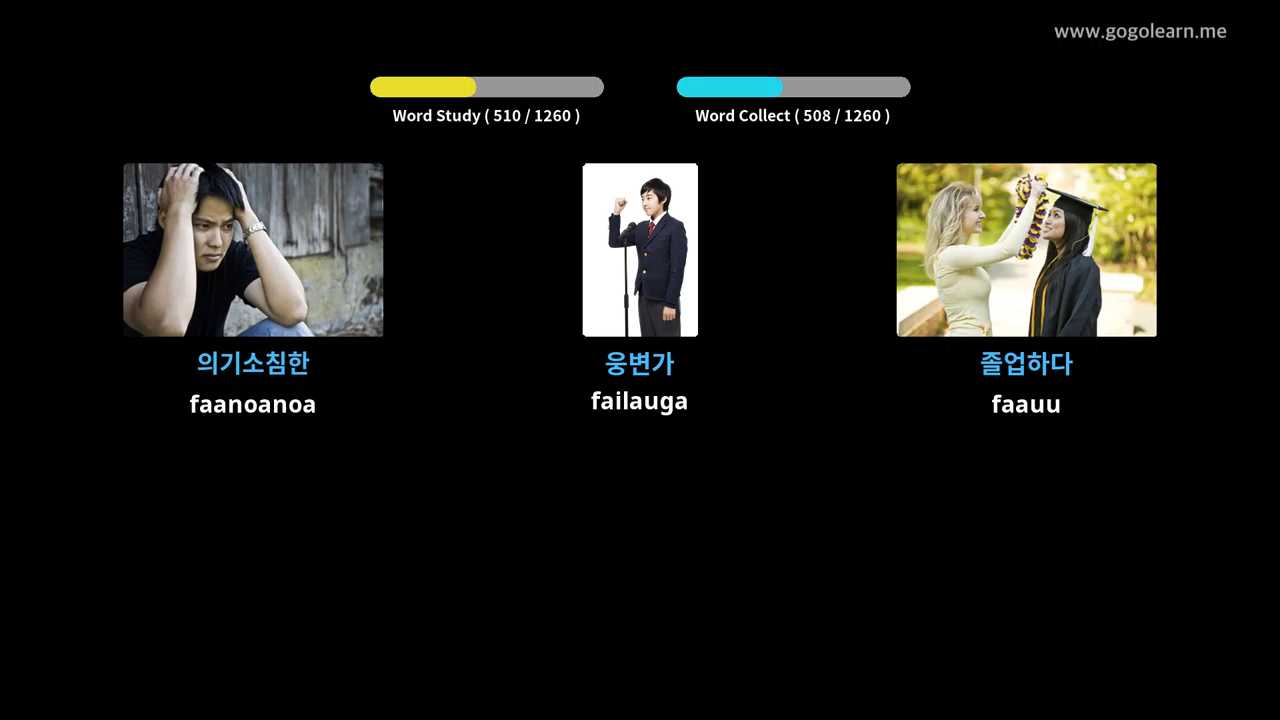 www.gogolearn.me
Word Study ( 510 / 1260 )
Word Collect ( 508 / 1260 )
의기소침한
faanoanoa
웅변가
failauga
졸업하다
faauu